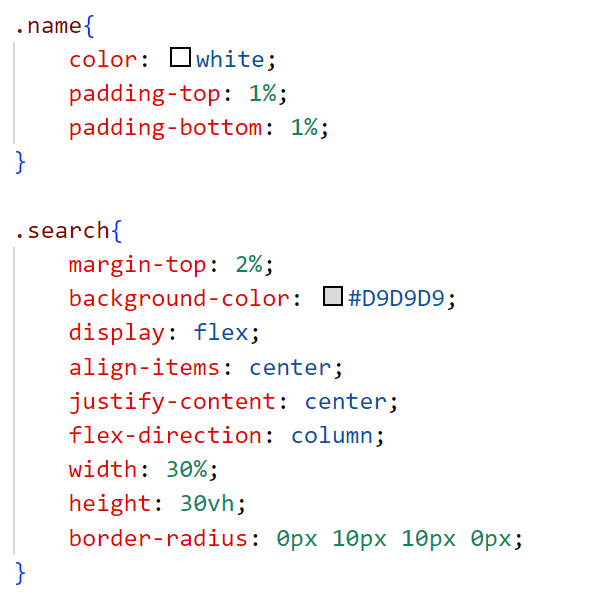 .name{
    color: white;
    padding-top: 1%;
    padding-bottom: 1%;
}

.search{
    margin-top: 2%;
    background-color: #D9D9D9;
    display: flex;
    align-items: center;
    justify-content: center;
    flex-direction: column;
    width: 30%;
    height: 30vh;
    border-radius: 0px 10px 10px 0px;
}